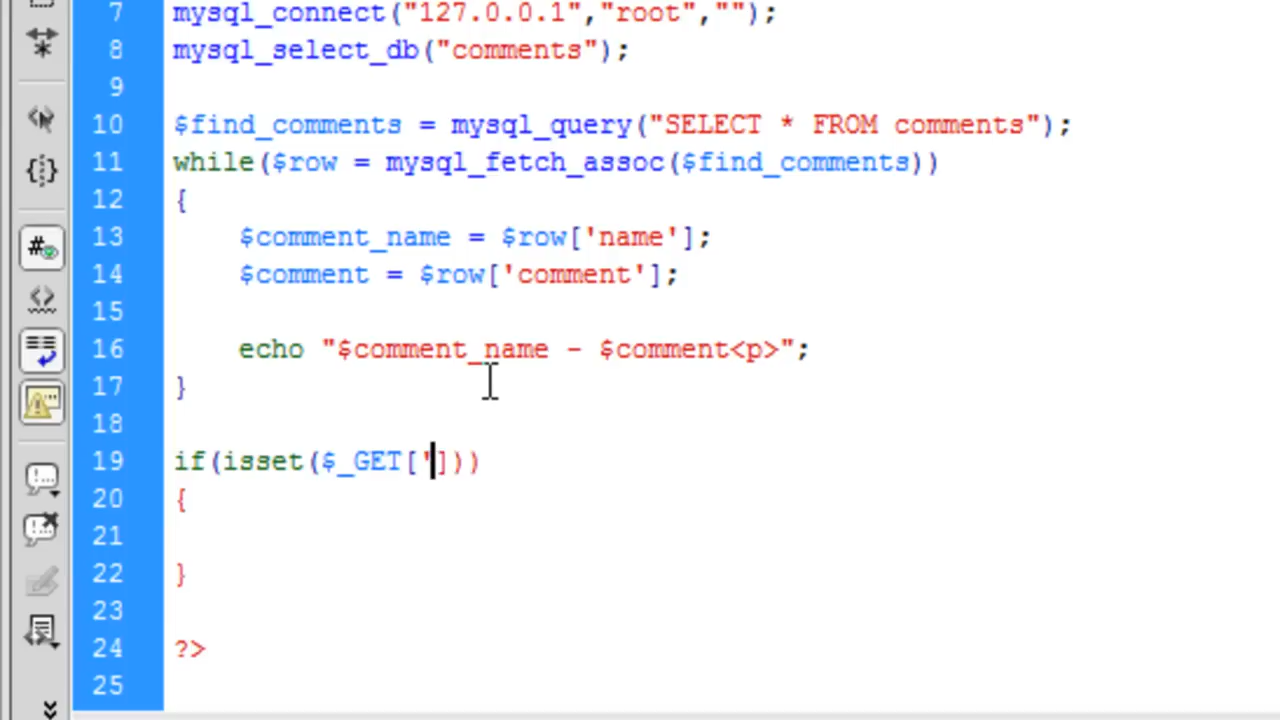 7 mysql_connect("127.0.0.1","root","");
8 mysql_select_db("comments");
9
10 $find_comments = mysql_query("SELECT * FROM comments");
11 while($row = mysql_fetch_assoc($find_comments))
12 {
13 $comment_name = $row['name'];
14 $comment = $row['comment'];
15
16 echo "$comment_name - $comment<p>";
17 }
18
19 if(isset($_GET[']))
20 {
21
22 }
23
24 ?>
25